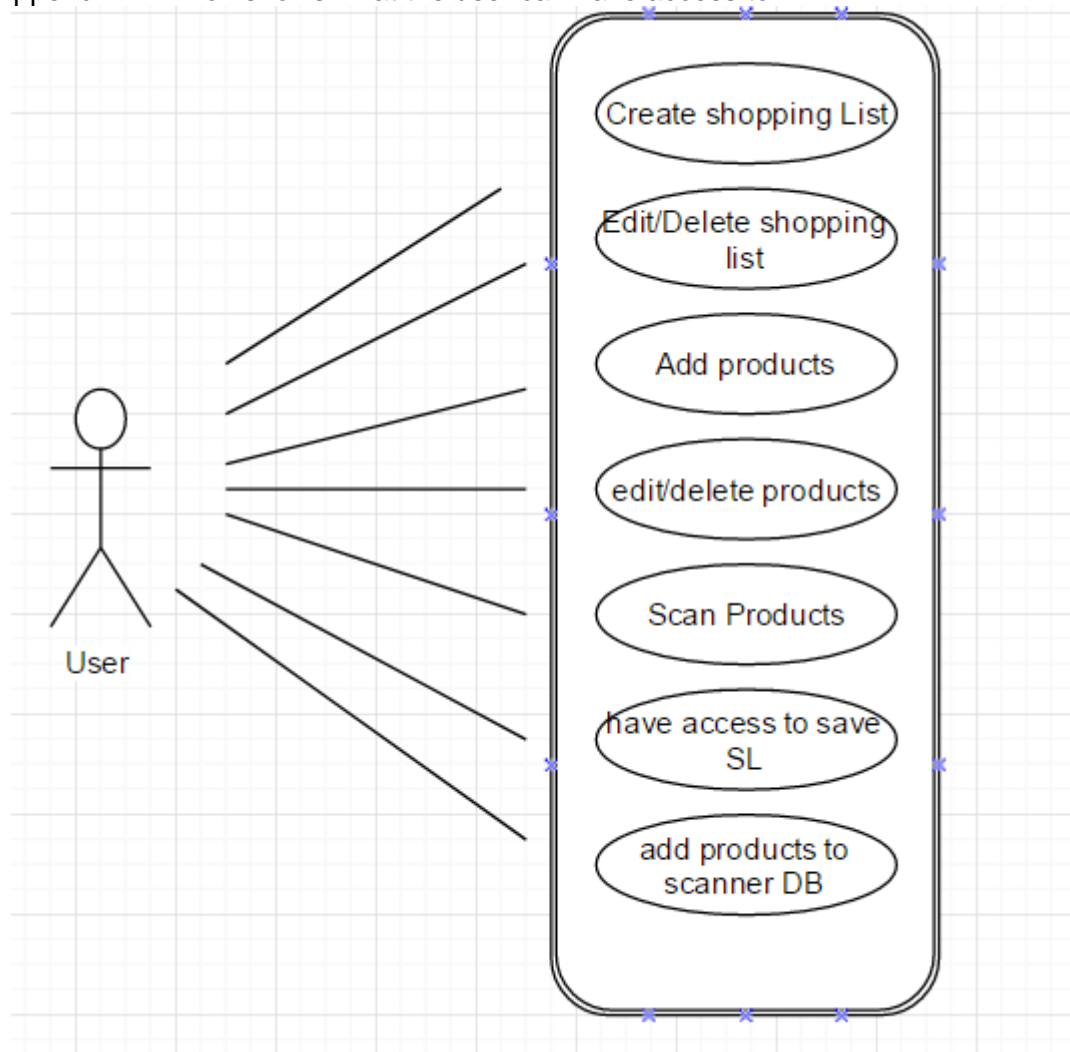 Create shopping List
Edit/Delete shopping
list
Add products
edit/delete products
Scan Products
User
have access to save
SL
add products to
scanner DB